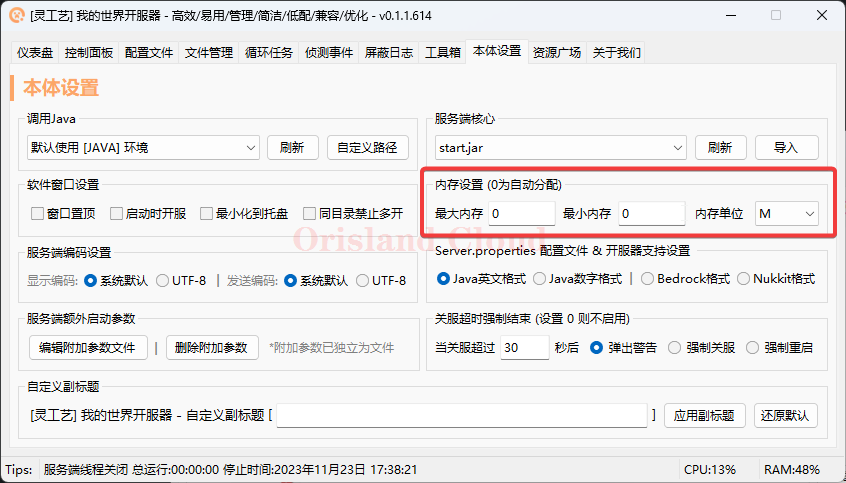 [灵工艺] 我的世界开服器 - 高效/易用/管理/简洁/低配/兼容/优化 - v0.1.1.614
仪表盘 控制面板 配置文件 文件管理 循环任务 侦测事件 屏蔽日志 工具箱 本体设置 资源广场 关于我们
本体设置
调用Java
默认使用 [JAVA] 环境 刷新 自定义路径
服务端核心
start.jar 刷新 导入
软件窗口设置
窗口置顶 启动时开服 最小化到托盘 同目录禁止多开
内存设置 (0为自动分配)
最大内存 0 最小内存 0 内存单位 M
Orisland Cloud
服务端编码设置
显示编码: 系统默认 UTF-8 | 发送编码: 系统默认 UTF-8
Server.properties 配置文件 & 开服器支持设置
Java英文格式 Java数字格式 | Bedrock格式 Nukkit格式
服务端额外启动参数
编辑附加参数文件 | 删除附加参数 *附加参数已独立为文件
关服超时强制结束 (设置 0 则不启用)
当关服超过 30 秒后 弹出警告 强制关服 强制重启
自定义副标题
[灵工艺] 我的世界开服器 - 自定义副标题 [ ] 应用副标题 还原默认
Tips: 服务端线程关闭 总运行:00:00:00 停止时间:2023年11月23日 17:38:21 CPU:13% RAM:48%